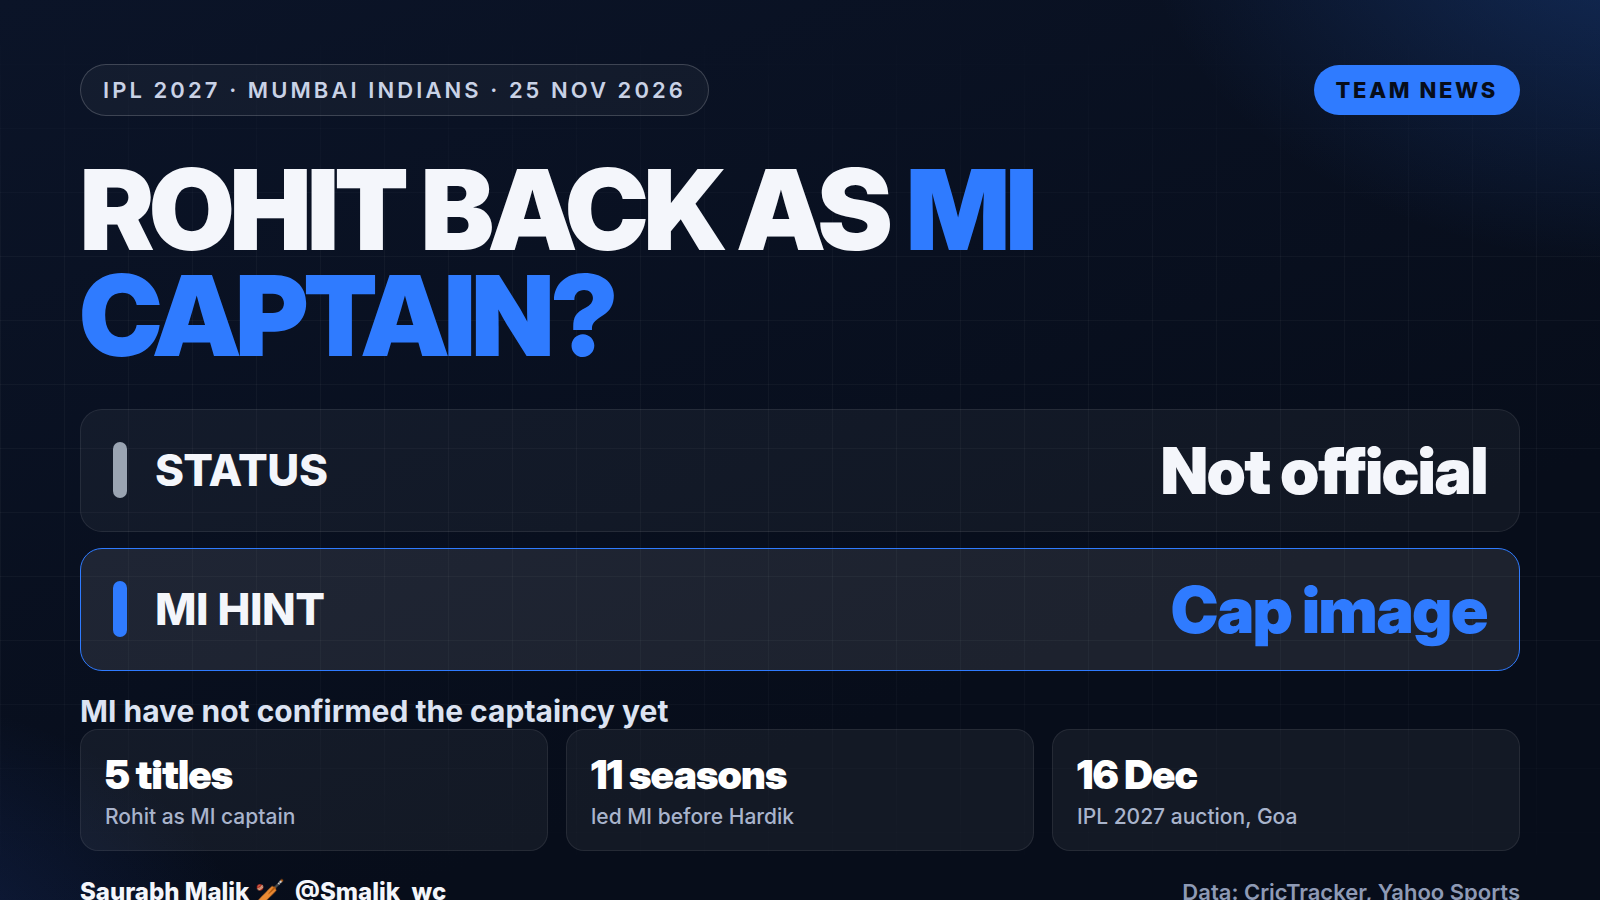 IPL 2027 · MUMBAI INDIANS · 25 NOV 2026
TEAM NEWS
ROHIT BACK AS MI
CAPTAIN?
STATUS
Not official
MI HINT
Cap image
MI have not confirmed the captaincy yet
5 titles
Rohit as MI captain
11 seasons
led MI before Hardik
16 Dec
IPL 2027 auction, Goa
Saurabh Malik 🏏 @Smalik_wc
Data: CricTracker, Yahoo Sports